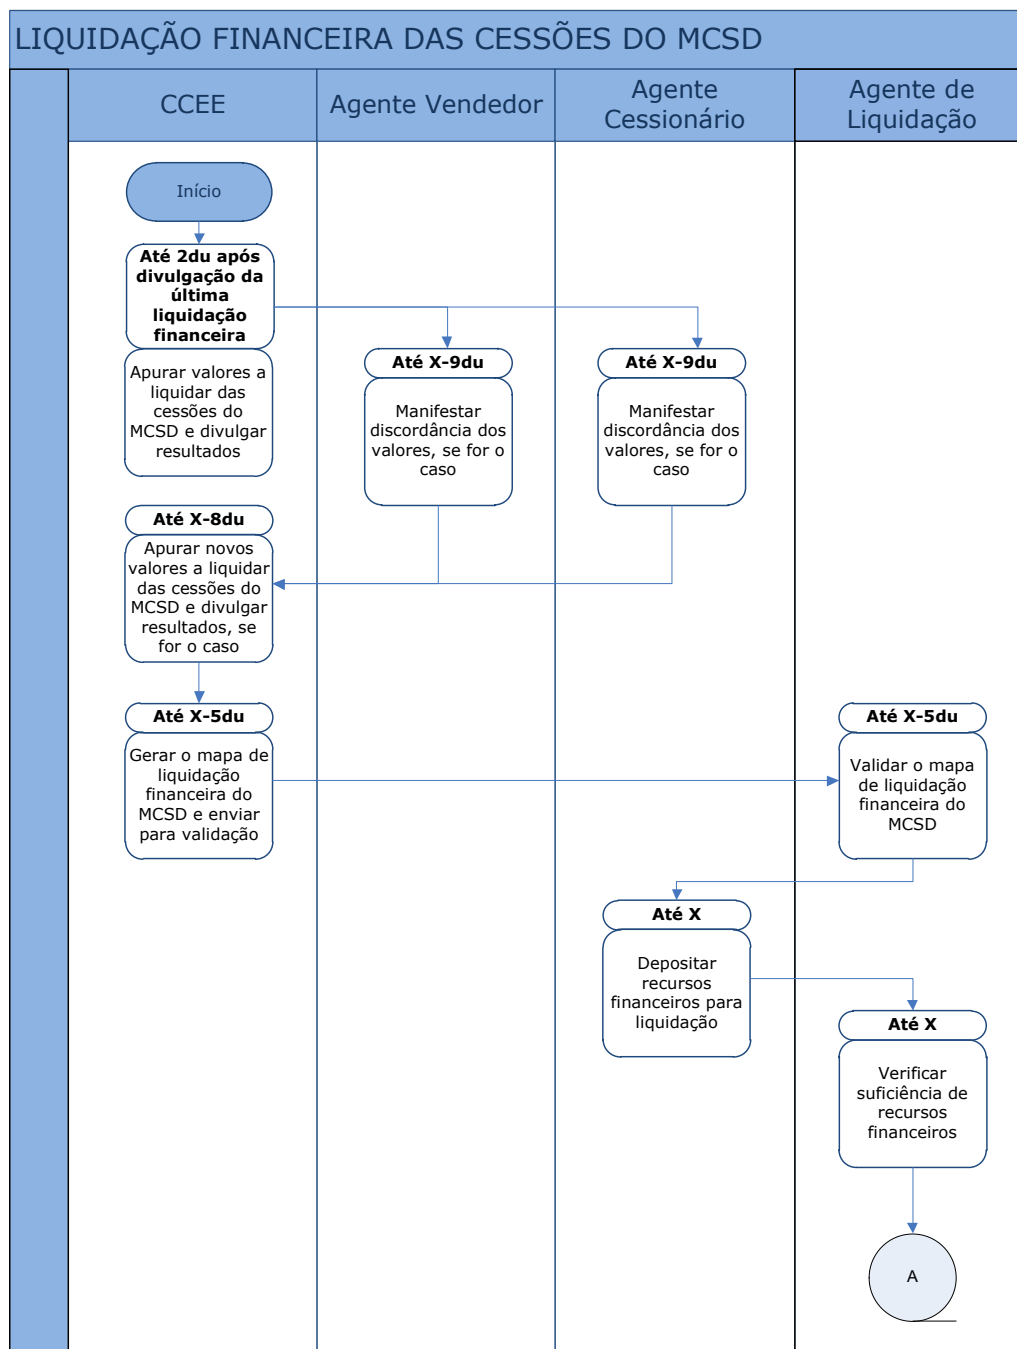 LIQUIDAÇÃO FINANCEIRA DAS CESSÕES DO MCSD
CCEE
Agente Vendedor
Agente
Cessionário
Agente de
Liquidação
Início
Até 2du após
divulgação da
última
liquidação
financeira
Apurar valores a
liquidar das
cessões do
MCSD e divulgar
resultados
Até X-9du
Manifestar
discordância dos
valores, se for o
caso
Até X-9du
Manifestar
discordância dos
valores, se for o
caso
Até X-8du
Apurar novos
valores a liquidar
das cessões do
MCSD e divulgar
resultados, se
for o caso
Até X-5du
Gerar o mapa de
liquidação
financeira do
MCSD e enviar
para validação
Até X-5du
Validar o mapa
de liquidação
financeira do
MCSD
Até X
Depositar
recursos
financeiros para
liquidação
Até X
Verificar
suficiência de
recursos
financeiros
A